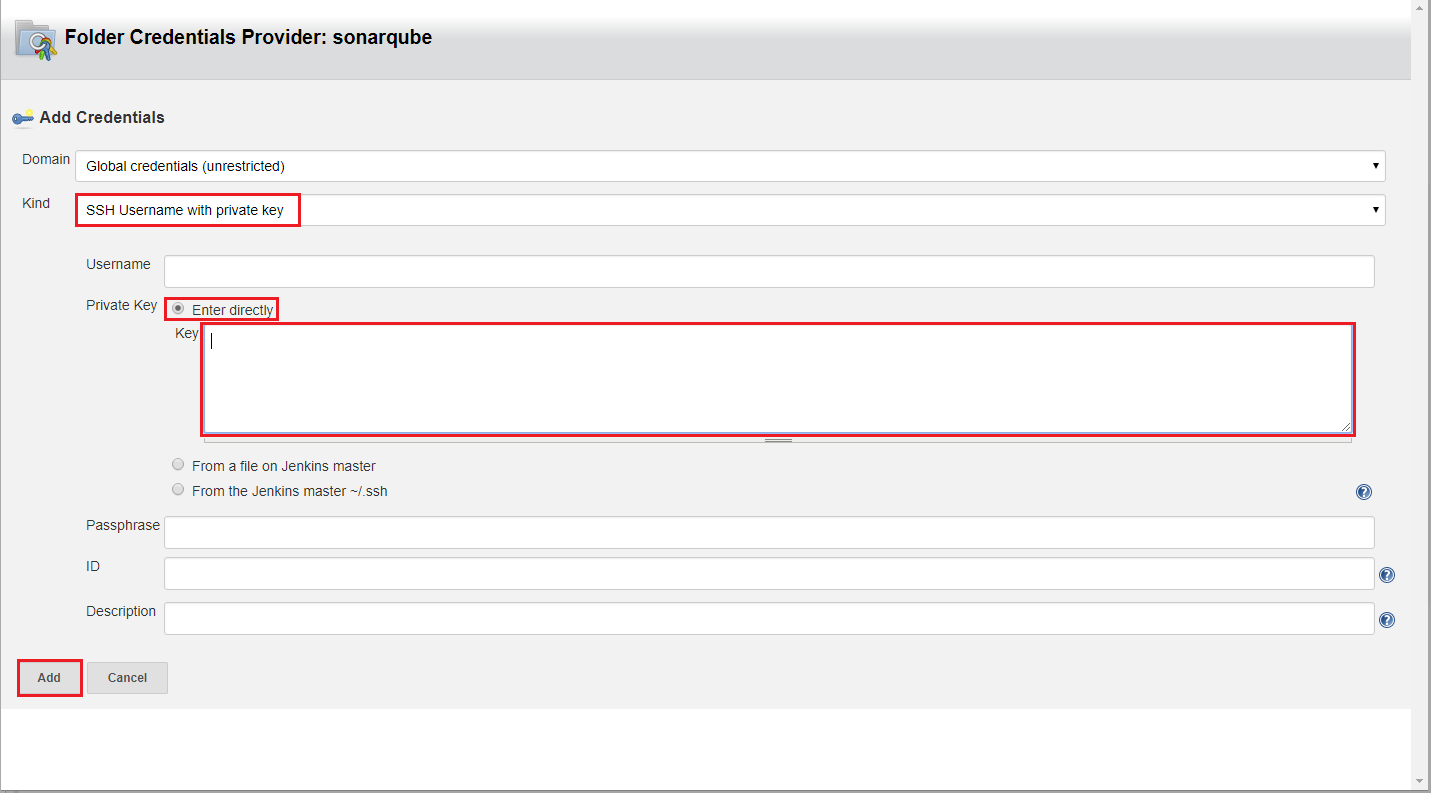 Folder Credentials Provider: sonarqube
Add Credentials
Domain
Global credentials (unrestricted)
Kind
SSH Username with private key
Username
Private Key
Enter directly
Key
From a file on Jenkins master
From the Jenkins master ~/.ssh
Passphrase
ID
Description
Add
Cancel